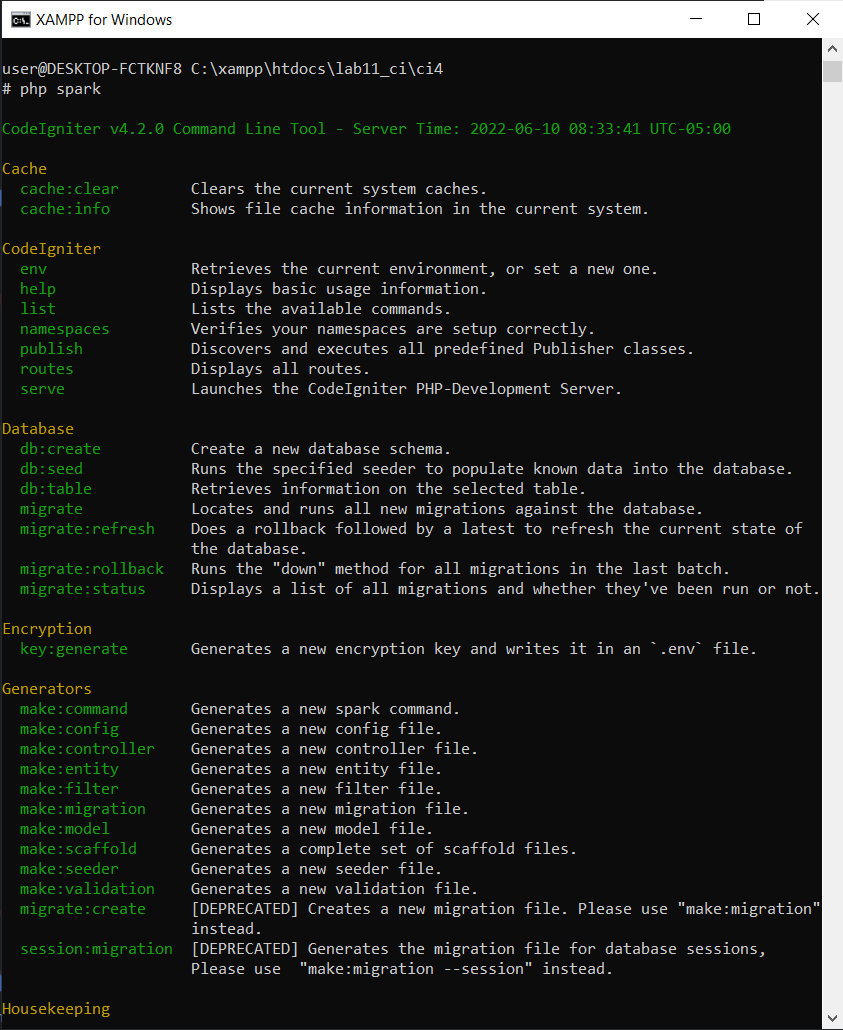 XAMPP for Windows
user@DESKTOP-FCTKNF8 C:\xampp\htdocs\lab11_ci\ci4
# php spark
CodeIgniter v4.2.0 Command Line Tool - Server Time: 2022-06-10 08:33:41 UTC-05:00
Cache
  cache:clear        Clears the current system caches.
  cache:info         Shows file cache information in the current system.
CodeIgniter
  env                Retrieves the current environment, or set a new one.
  help               Displays basic usage information.
  list               Lists the available commands.
  namespaces         Verifies your namespaces are setup correctly.
  publish            Discovers and executes all predefined Publisher classes.
  routes             Displays all routes.
  serve              Launches the CodeIgniter PHP-Development Server.
Database
  db:create          Create a new database schema.
  db:seed            Runs the specified seeder to populate known data into the database.
  db:table           Retrieves information on the selected table.
  migrate            Locates and runs all new migrations against the database.
  migrate:refresh    Does a rollback followed by a latest to refresh the current state of
                     the database.
  migrate:rollback   Runs the "down" method for all migrations in the last batch.
  migrate:status     Displays a list of all migrations and whether they've been run or not.
Encryption
  key:generate       Generates a new encryption key and writes it in an `.env` file.
Generators
  make:command       Generates a new spark command.
  make:config        Generates a new config file.
  make:controller    Generates a new controller file.
  make:entity        Generates a new entity file.
  make:filter        Generates a new filter file.
  make:migration     Generates a new migration file.
  make:model         Generates a new model file.
  make:scaffold      Generates a complete set of scaffold files.
  make:seeder        Generates a new seeder file.
  make:validation    Generates a new validation file.
  migrate:create     [DEPRECATED] Creates a new migration file. Please use "make:migration"
                     instead.
  session:migration  [DEPRECATED] Generates the migration file for database sessions,
                     Please use  "make:migration --session" instead.
Housekeeping